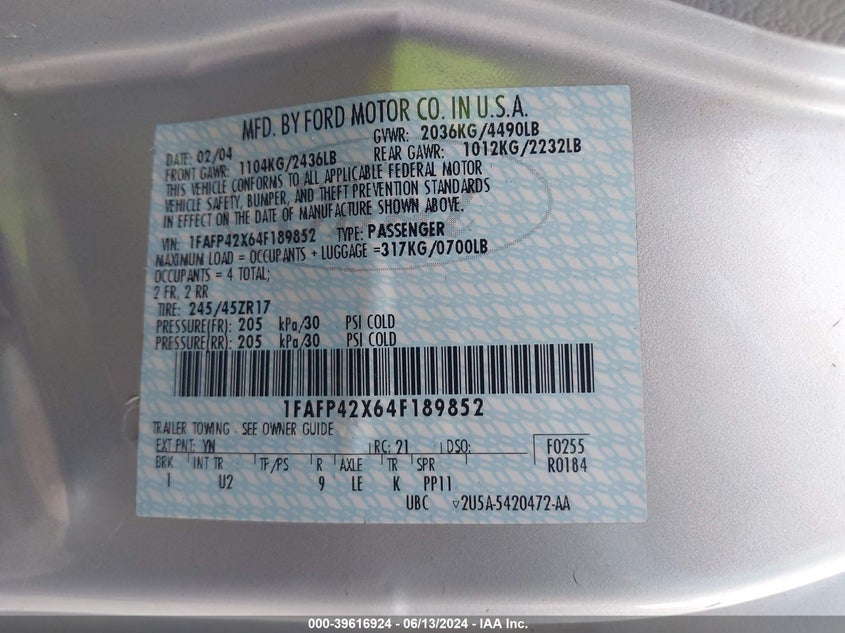 MFD. BY FORD MOTOR CO. IN U.S.A.
DATE: 02/04 GVWR: 2036KG/4490LB
FRONT GAWR: 1104KG/2436LB REAR GAWR: 1012KG/2232LB
THIS VEHICLE CONFORMS TO ALL APPLICABLE FEDERAL MOTOR
VEHICLE SAFETY, BUMPER, AND THEFT PREVENTION STANDARDS
IN EFFECT ON THE DATE OF MANUFACTURE SHOWN ABOVE.
VIN: 1FAFP42X64F189852 TYPE: PASSENGER
MAXIMUM LOAD = OCCUPANTS + LUGGAGE =317KG/0700LB
OCCUPANTS = 4 TOTAL;
2 FR, 2 RR
TIRE: 245/45ZR17
PRESSURE(FR): 205 kPa/30 PSI COLD
PRESSURE(RR): 205 kPa/30 PSI COLD
1FAFP42X64F189852
TRAILER TOWING - SEE OWNER GUIDE
EXT PNT: YN RC: 21 DSO: F0255
BRK INT TR TP/PS R AXLE TR SPR R0184
1 U2 9 LE K PP11
UBC ▽2U5A-5420472-AA
000-39616924 - 06/13/2024 - IAA Inc.